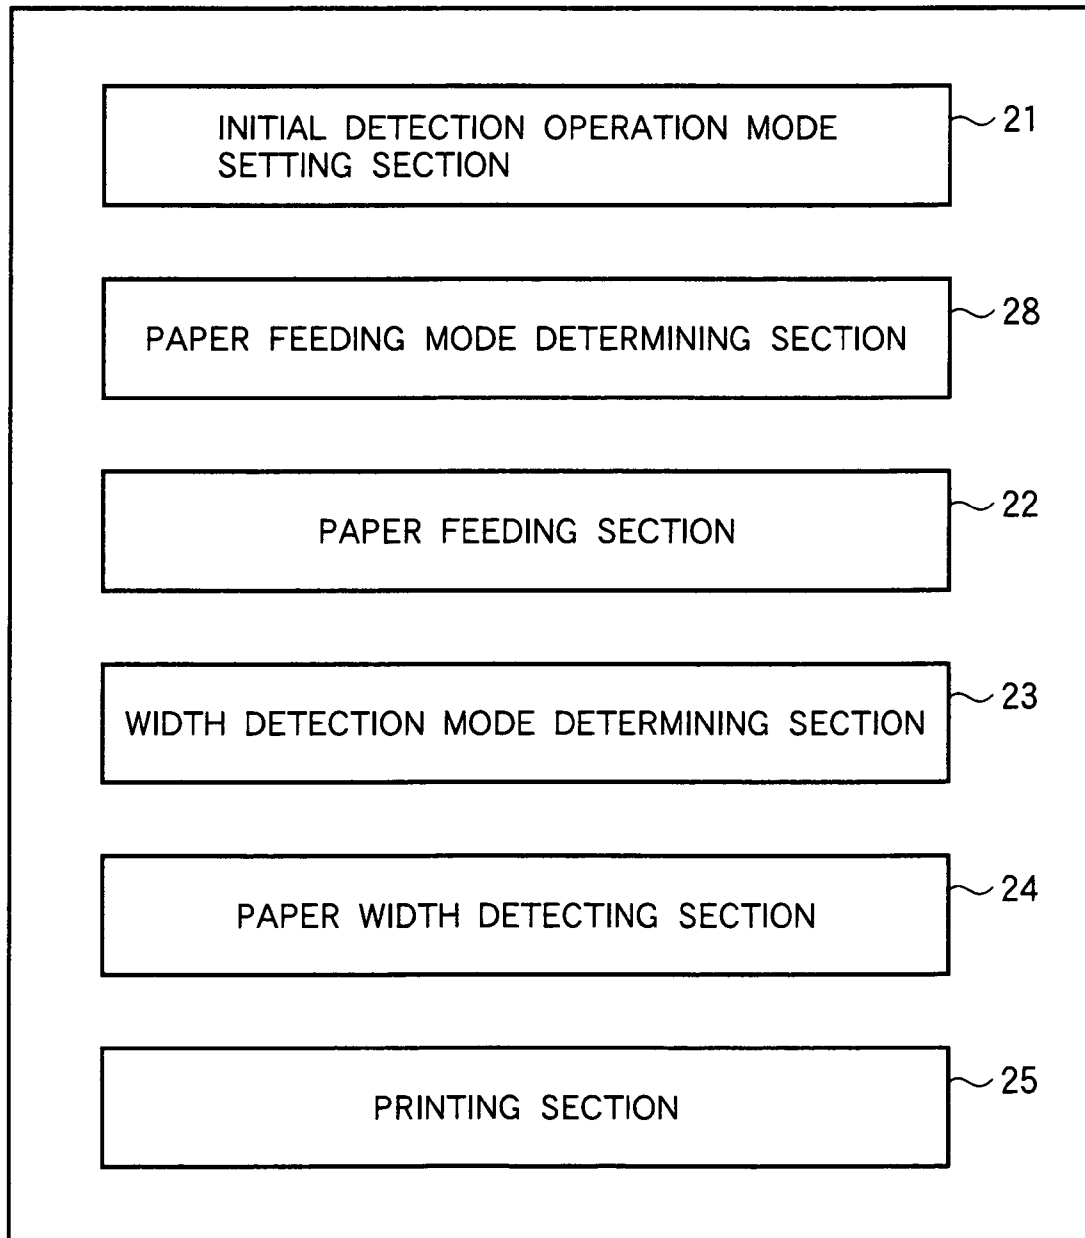 INITIAL DETECTION OPERATION MODE
SETTING SECTION
21
PAPER FEEDING MODE DETERMINING SECTION
28
PAPER FEEDING SECTION
22
WIDTH DETECTION MODE DETERMINING SECTION
23
PAPER WIDTH DETECTING SECTION
24
PRINTING SECTION
25